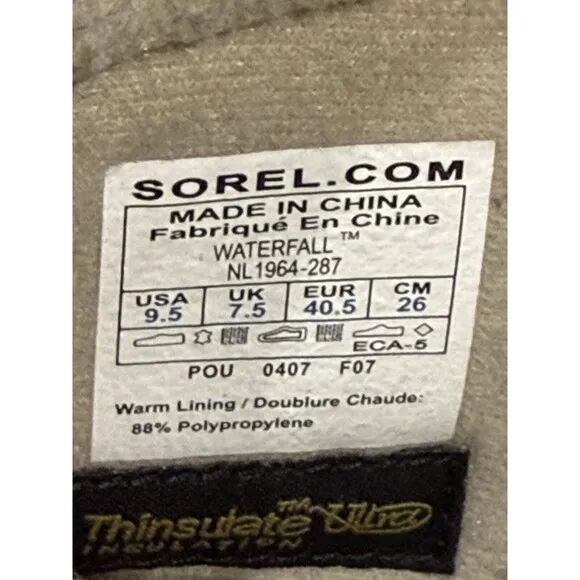 SOREL.COM
MADE IN CHINA
Fabriqué En Chine
WATERFALL™
NL1964-287
USA UK EUR CM
9.5 7.5 40.5 26
ECA-5
POU 0407 F07
Warm Lining / Doublure Chaude:
88% Polypropylene
Thinsulate™ Ultra
INSULATION